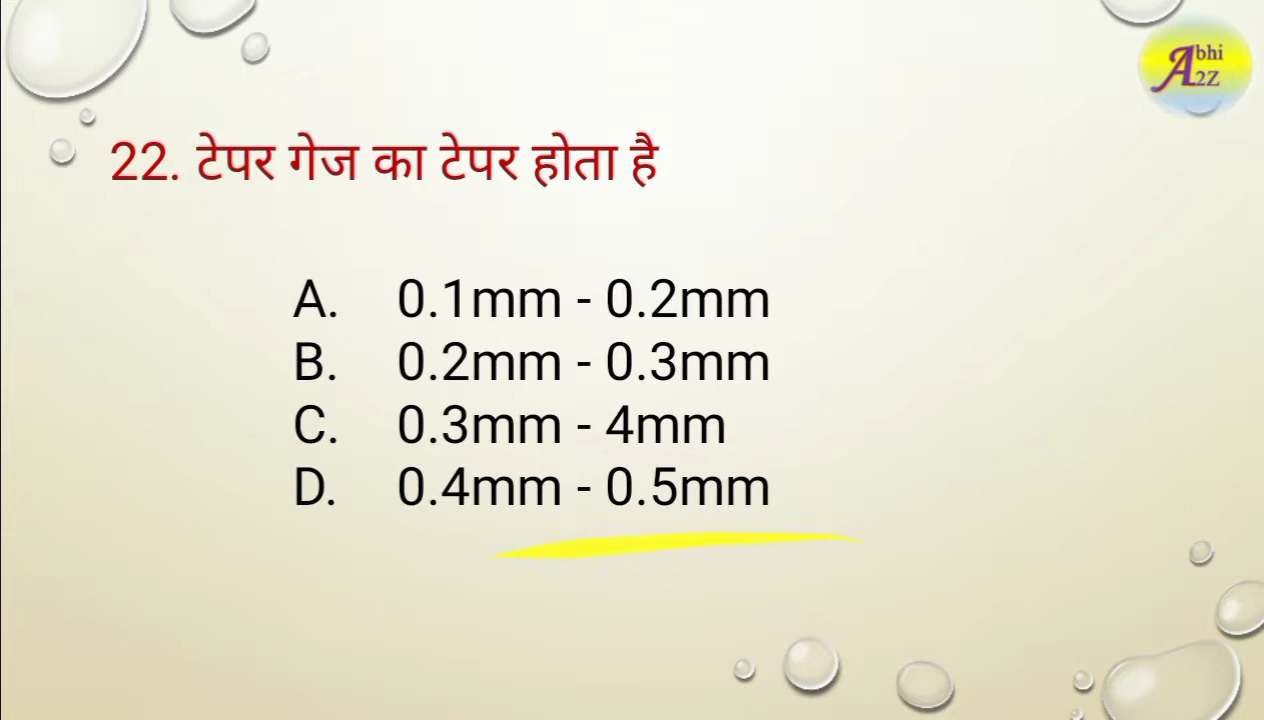 Abhi
A2Z
22. टेपर गेज का टेपर होता है
A. 0.1mm - 0.2mm
B. 0.2mm - 0.3mm
C. 0.3mm - 4mm
D. 0.4mm - 0.5mm